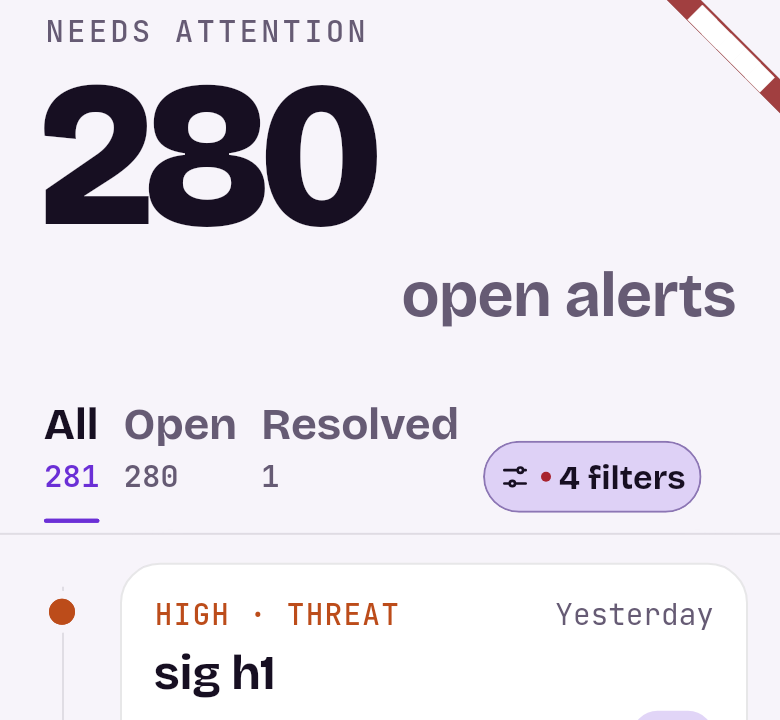 NEEDS ATTENTION
280
open alerts
All Open Resolved
281 280 1
4 filters
HIGH · THREAT Yesterday
sig h1